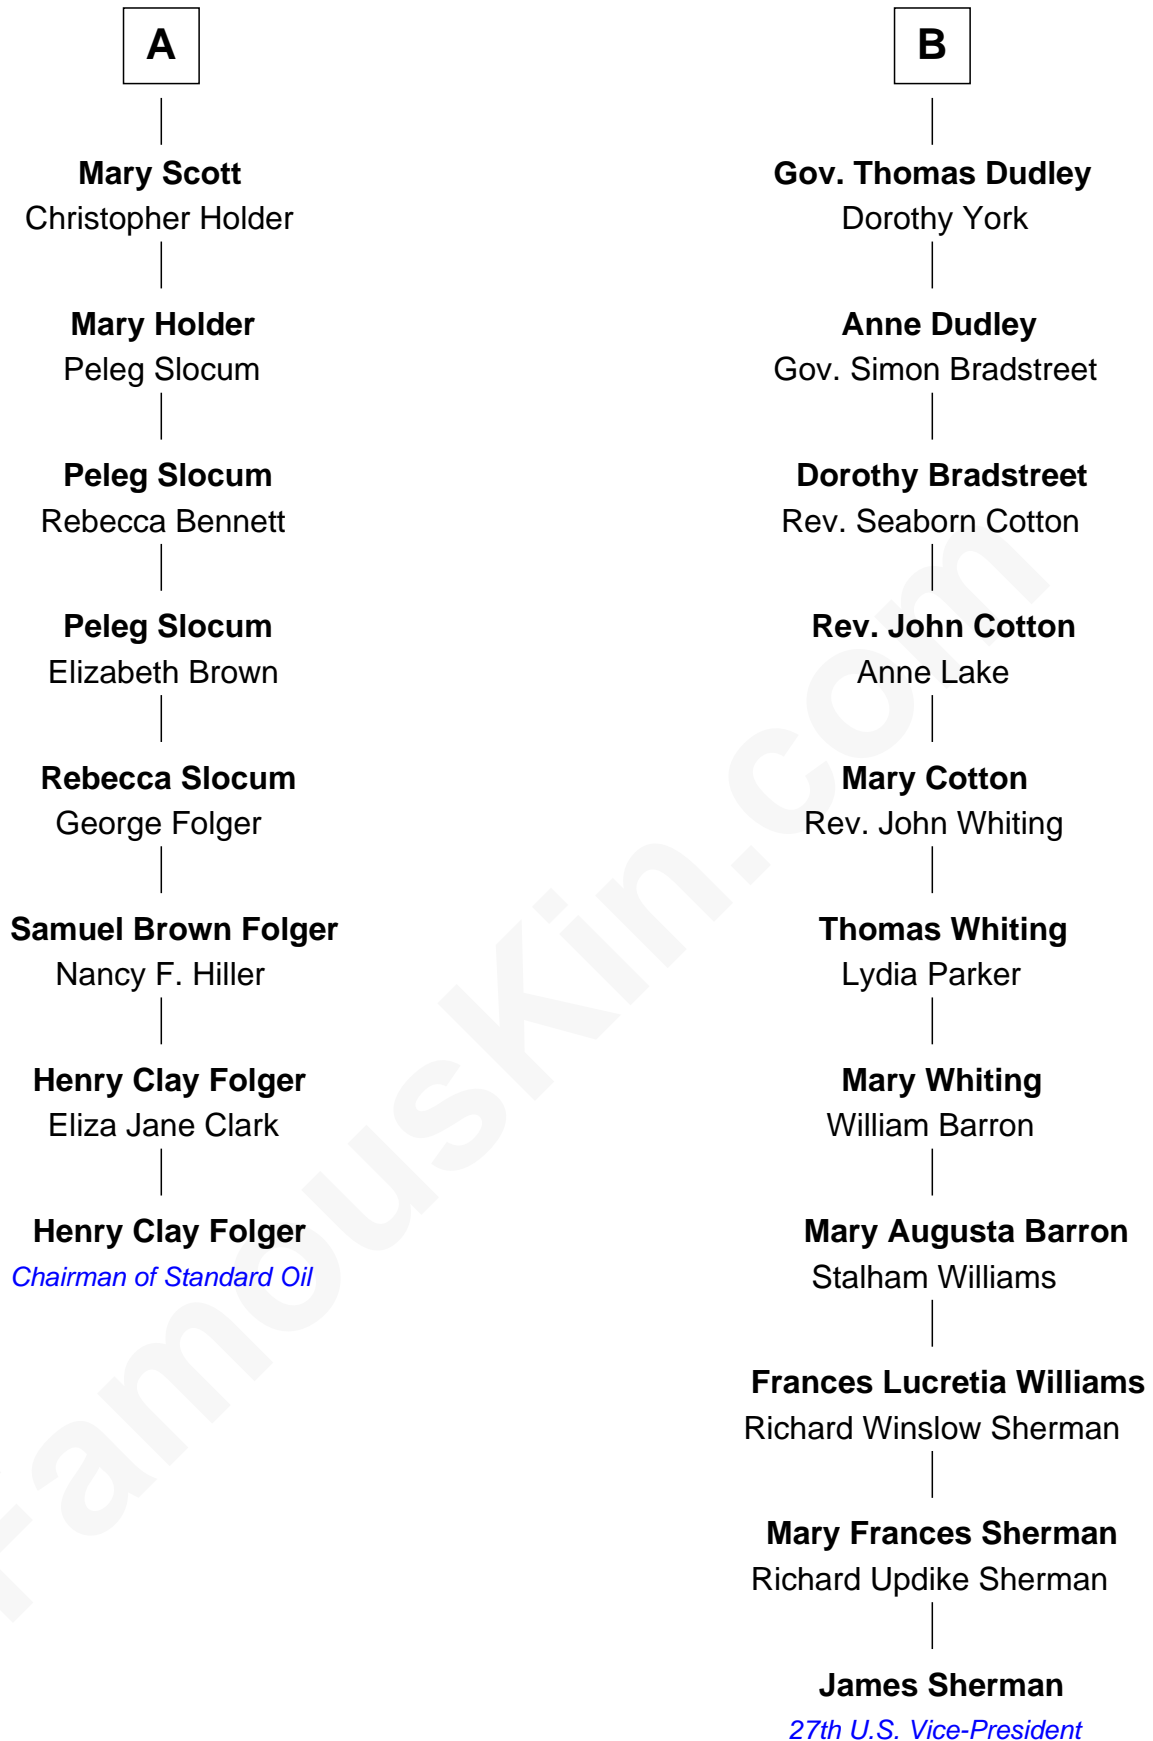 A
Mary Scott
Christopher Holder
Mary Holder
Peleg Slocum
Peleg Slocum
Rebecca Bennett
Peleg Slocum
Elizabeth Brown
Rebecca Slocum
George Folger
Samuel Brown Folger
Nancy F. Hiller
Henry Clay Folger
Eliza Jane Clark
Henry Clay Folger
Chairman of Standard Oil
B
Gov. Thomas Dudley
Dorothy York
Anne Dudley
Gov. Simon Bradstreet
Dorothy Bradstreet
Rev. Seaborn Cotton
Rev. John Cotton
Anne Lake
Mary Cotton
Rev. John Whiting
Thomas Whiting
Lydia Parker
Mary Whiting
William Barron
Mary Augusta Barron
Stalham Williams
Frances Lucretia Williams
Richard Winslow Sherman
Mary Frances Sherman
Richard Updike Sherman
James Sherman
27th U.S. Vice-President
FamousKin.com